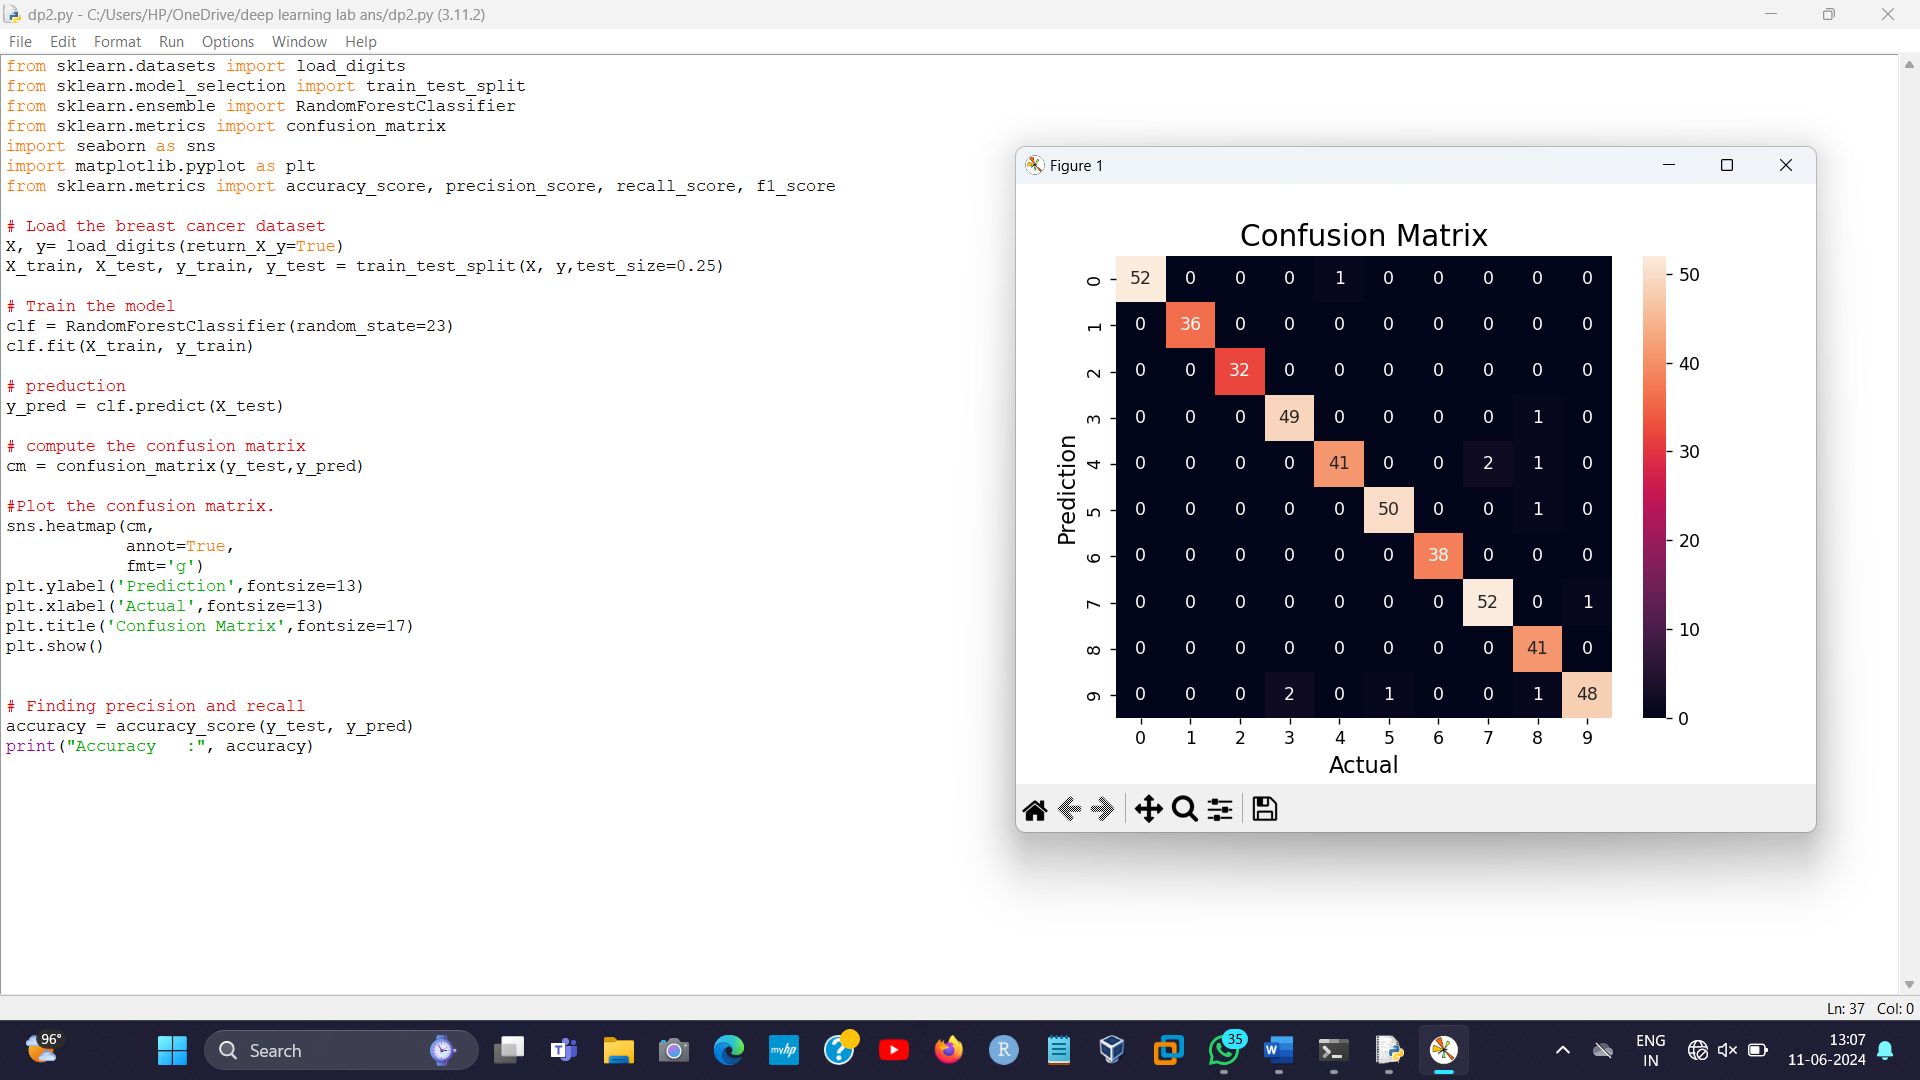 dp2.py - C:/Users/HP/OneDrive/deep learning lab ans/dp2.py (3.11.2)
File Edit Format Run Options Window Help
from sklearn.datasets import load_digits
from sklearn.model_selection import train_test_split
from sklearn.ensemble import RandomForestClassifier
from sklearn.metrics import confusion_matrix
import seaborn as sns
import matplotlib.pyplot as plt
from sklearn.metrics import accuracy_score, precision_score, recall_score, f1_score
# Load the breast cancer dataset
X, y= load_digits(return_X_y=True)
X_train, X_test, y_train, y_test = train_test_split(X, y,test_size=0.25)
# Train the model
clf = RandomForestClassifier(random_state=23)
clf.fit(X_train, y_train)
# preduction
y_pred = clf.predict(X_test)
# compute the confusion matrix
cm = confusion_matrix(y_test,y_pred)
#Plot the confusion matrix.
sns.heatmap(cm,
            annot=True,
            fmt='g')
plt.ylabel('Prediction',fontsize=13)
plt.xlabel('Actual',fontsize=13)
plt.title('Confusion Matrix',fontsize=17)
plt.show()
# Finding precision and recall
accuracy = accuracy_score(y_test, y_pred)
print("Accuracy   :", accuracy)
Figure 1
Confusion Matrix
Prediction
0 52 0 0 0 1 0 0 0 0 0
1 0 36 0 0 0 0 0 0 0 0
2 0 0 32 0 0 0 0 0 0 0
3 0 0 0 49 0 0 0 0 1 0
4 0 0 0 0 41 0 0 2 1 0
5 0 0 0 0 0 50 0 0 1 0
6 0 0 0 0 0 0 38 0 0 0
7 0 0 0 0 0 0 0 52 0 1
8 0 0 0 0 0 0 0 0 41 0
9 0 0 0 2 0 1 0 0 1 48
0 1 2 3 4 5 6 7 8 9
Actual
50
40
30
20
10
0
Ln: 37 Col: 0
96°
Search
myhp
R
35
W
ENG
IN
13:07
11-06-2024